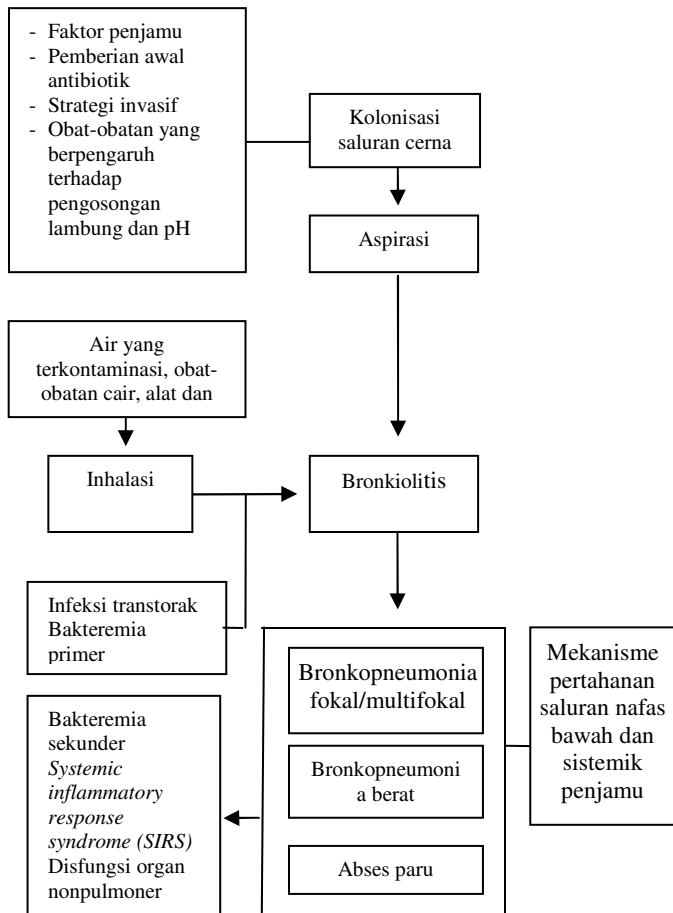 - Faktor penjamu
- Pemberian awal
antibiotik
- Strategi invasif
- Obat-obatan yang
berpengaruh
terhadap
pengosongan
lambung dan pH
Kolonisasi
saluran cerna
Aspirasi
Air yang
terkontaminasi, obat-
obatan cair, alat dan
Inhalasi
Bronkiolitis
Infeksi transtorak
Bakteremia
primer
Bronkopneumonia
fokal/multifokal
Bronkopneumoni
a berat
Abses paru
Mekanisme
pertahanan
saluran nafas
bawah dan
sistemik
penjamu
Bakteremia
sekunder
Systemic
inflammatory
response
syndrome (SIRS)
Disfungsi organ
nonpulmoner